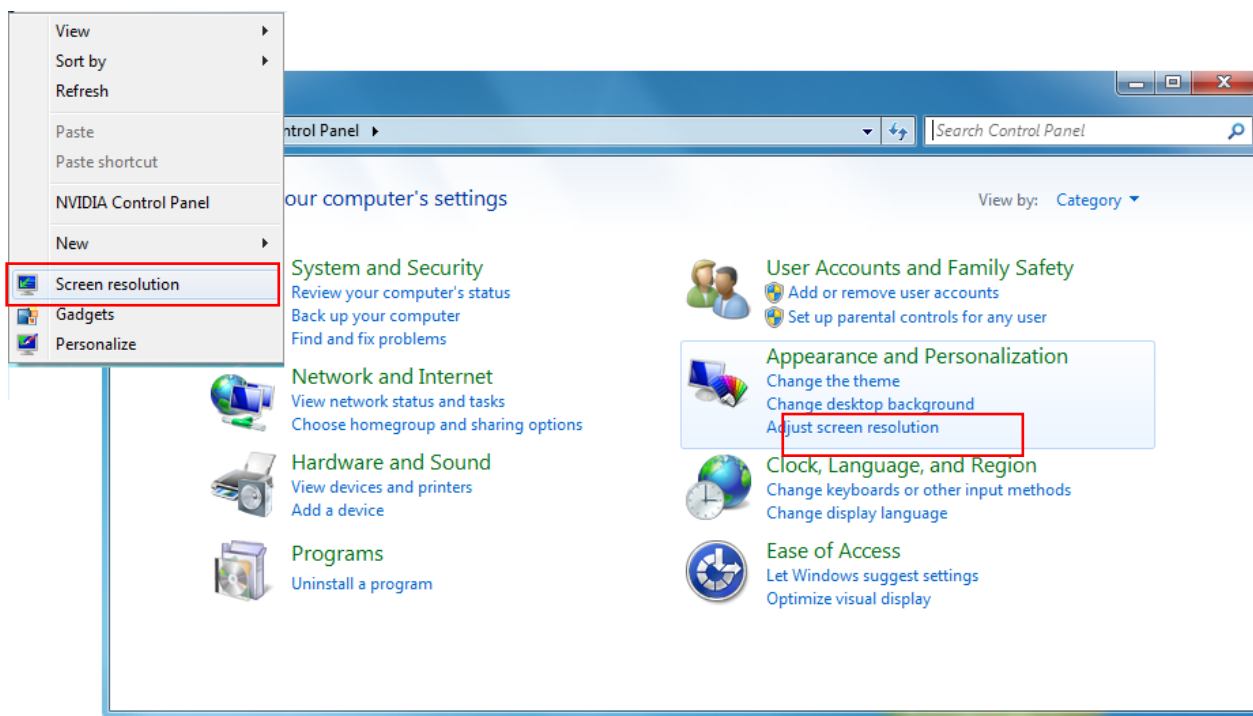 View
Sort by
Refresh
Paste
Paste shortcut
NVIDIA Control Panel
New
Screen resolution
Gadgets
Personalize
ntrol Panel
Search Control Panel
our computer's settings
View by: Category
System and Security
Review your computer's status
Back up your computer
Find and fix problems
Network and Internet
View network status and tasks
Choose homegroup and sharing options
Hardware and Sound
View devices and printers
Add a device
Programs
Uninstall a program
User Accounts and Family Safety
Add or remove user accounts
Set up parental controls for any user
Appearance and Personalization
Change the theme
Change desktop background
Adjust screen resolution
Clock, Language, and Region
Change keyboards or other input methods
Change display language
Ease of Access
Let Windows suggest settings
Optimize visual display